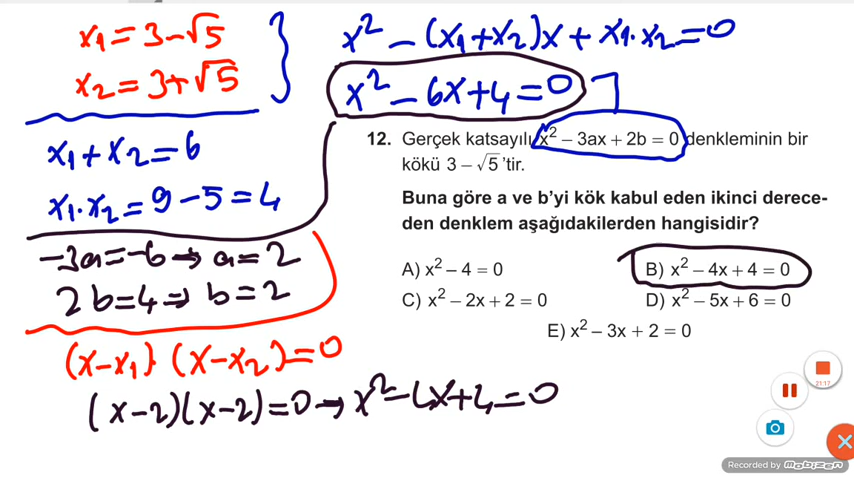 x₁ = 3 - √5
x₂ = 3 + √5
x² - (x₁ + x₂)x + x₁.x₂ = 0
x² - 6x + 4 = 0
x₁ + x₂ = 6
x₁.x₂ = 9 - 5 = 4
-3a = -6 → a = 2
2b = 4 → b = 2
(x - x₁) (x - x₂) = 0
(x - 2)(x - 2) = 0 → x² - 4x + 4 = 0
12. Gerçek katsayılı x² – 3ax + 2b = 0 denkleminin bir
kökü 3 – √5'tir.
Buna göre a ve b'yi kök kabul eden ikinci derece-
den denklem aşağıdakilerden hangisidir?
A) x² – 4 = 0
B) x² – 4x + 4 = 0
C) x² – 2x + 2 = 0
D) x² – 5x + 6 = 0
E) x² – 3x + 2 = 0
21:17
Recorded by mobizen